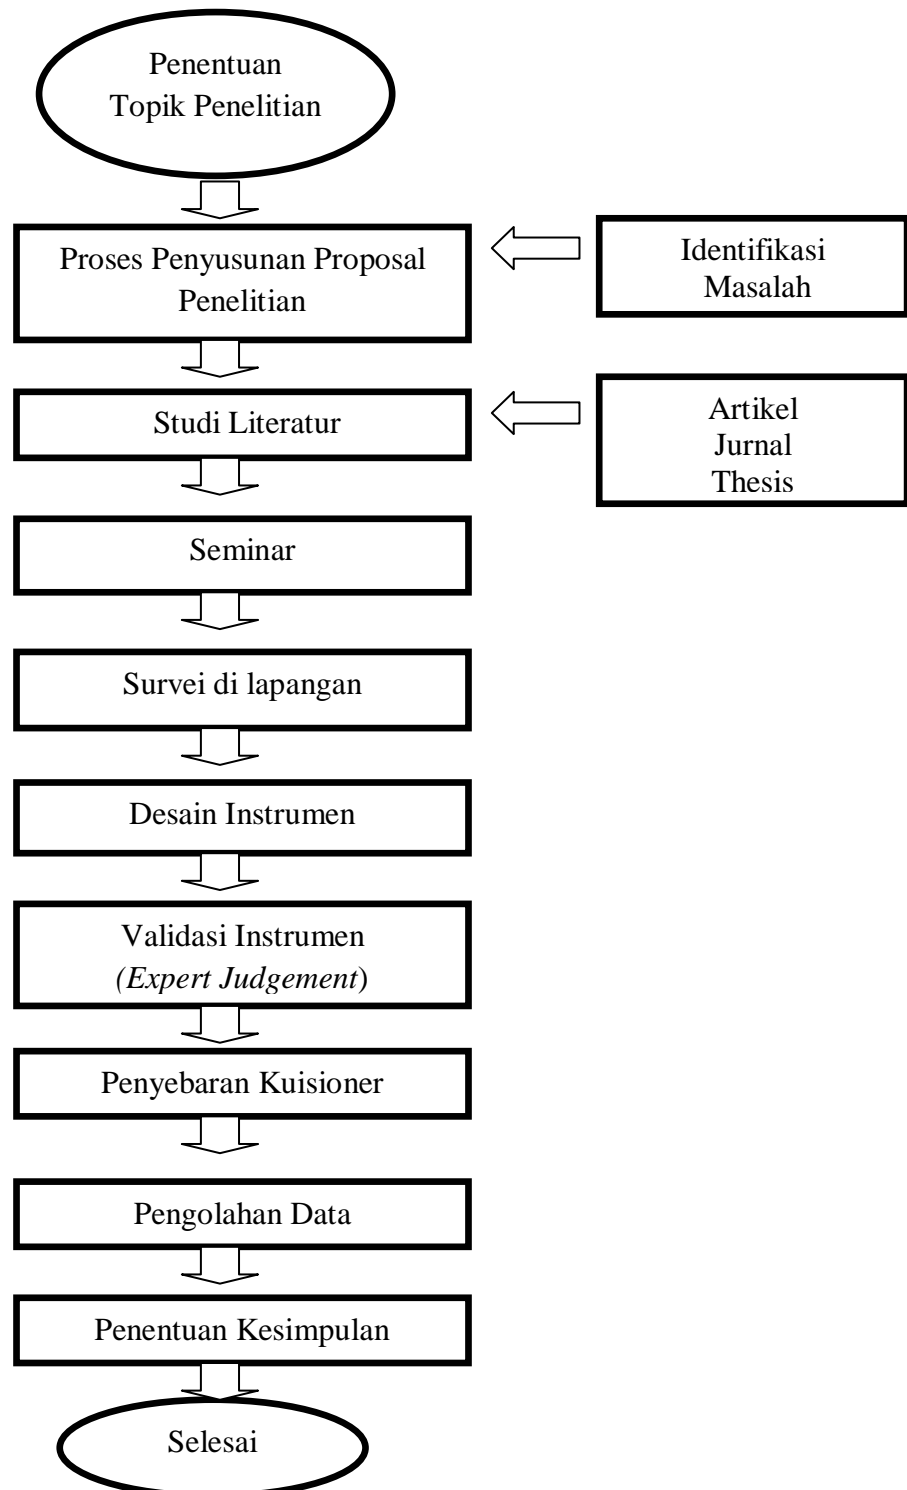 Penentuan
Topik Penelitian
Proses Penyusunan Proposal
Penelitian
Identifikasi
Masalah
Studi Literatur
Artikel
Jurnal
Thesis
Seminar
Survei di lapangan
Desain Instrumen
Validasi Instrumen
(Expert Judgement)
Penyebaran Kuisioner
Pengolahan Data
Penentuan Kesimpulan
Selesai